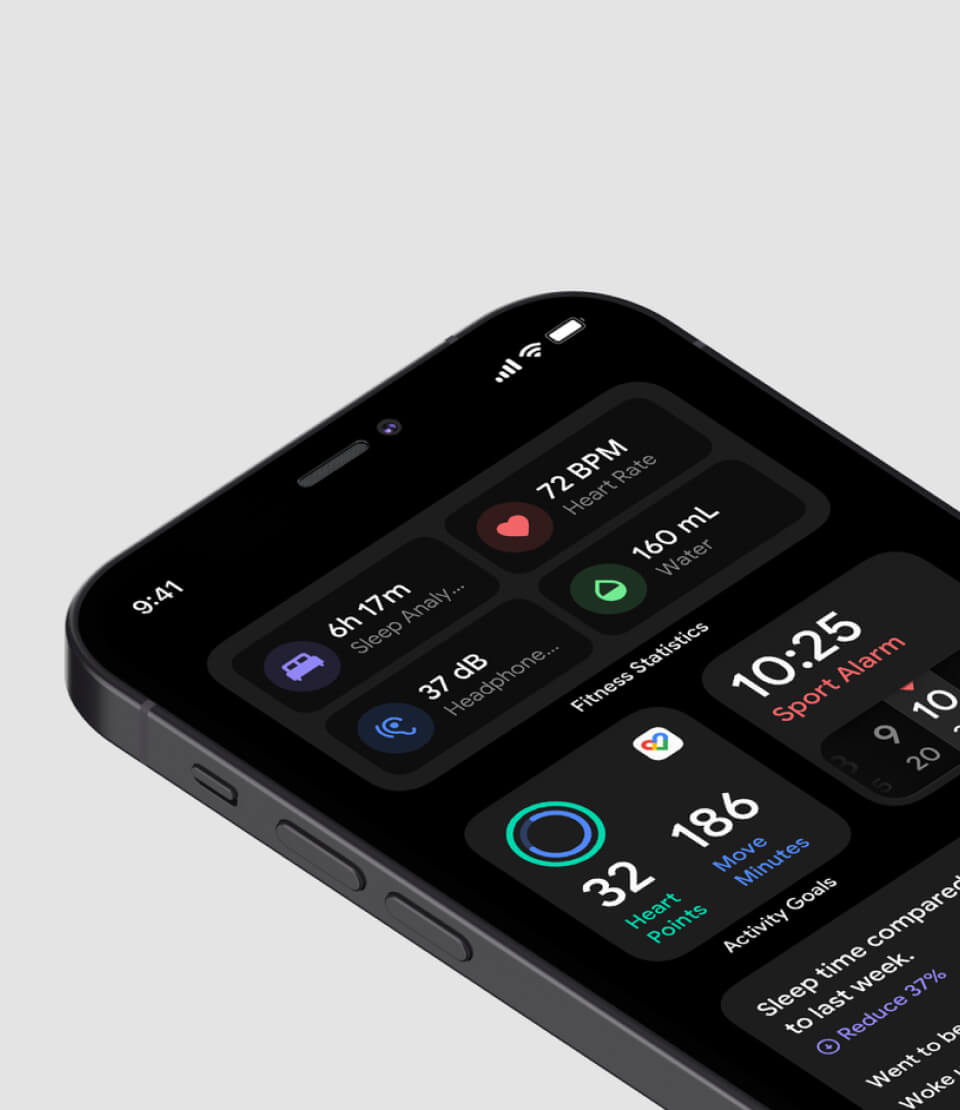 9:41
6h 17m
Sleep Analy...
72 BPM
Heart Rate
37 dB
Headphone...
160 mL
Water
Fitness Statistics
32
Heart
Points
186
Move
Minutes
Activity Goals
10:25
Sport Alarm
9
10
20
Sleep time compared
to last week.
Reduce 37%
Went to
Woke